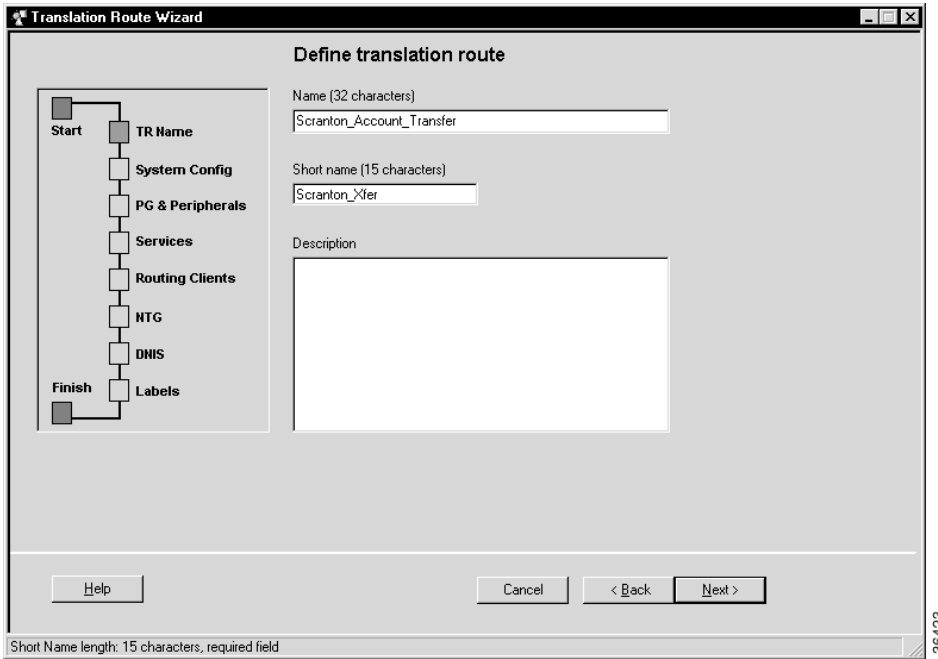 Translation Route Wizard
Define translation route
Start
TR Name
System Config
PG & Peripherals
Services
Routing Clients
NTG
DNIS
Finish
Labels
Name (32 characters)
Scranton_Account_Transfer
Short name (15 characters)
Scranton_Xfer
Description
Help
Cancel
< Back
Next >
Short Name length: 15 characters, required field